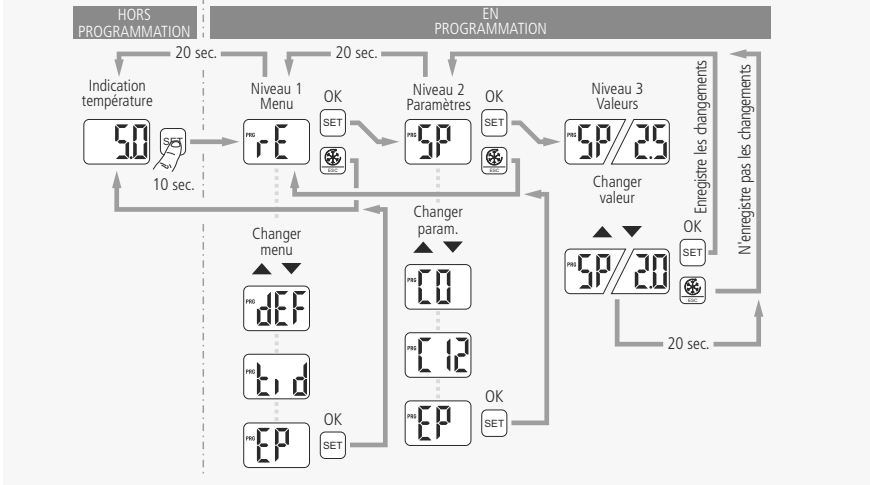 HORS
PROGRAMMATION
EN
PROGRAMMATION
20 sec.
20 sec.
Indication
température
Niveau 1
Menu
OK
Niveau 2
Paramètres
OK
Niveau 3
Valeurs
5.0
SET
PRG rE
SET
PRG SP
SET
PRG SP / 2.5
ESC
ESC
10 sec.
Changer
valeur
Enregistre les changements
N'enregistre pas les changements
Changer
menu
Changer
param.
OK
PRG SP / 2.0
SET
ESC
PRG dEF
PRG C0
20 sec.
PRG tid
PRG C12
OK
PRG EP
SET
OK
PRG EP
SET